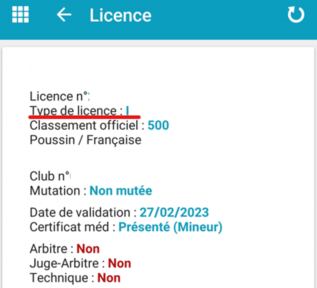 Licence
Licence n°:
Type de licence : I
Classement officiel : 500
Poussin / Française
Club n°
Mutation : Non mutée
Date de validation : 27/02/2023
Certificat méd : Présenté (Mineur)
Arbitre : Non
Juge-Arbitre : Non
Technique : Non